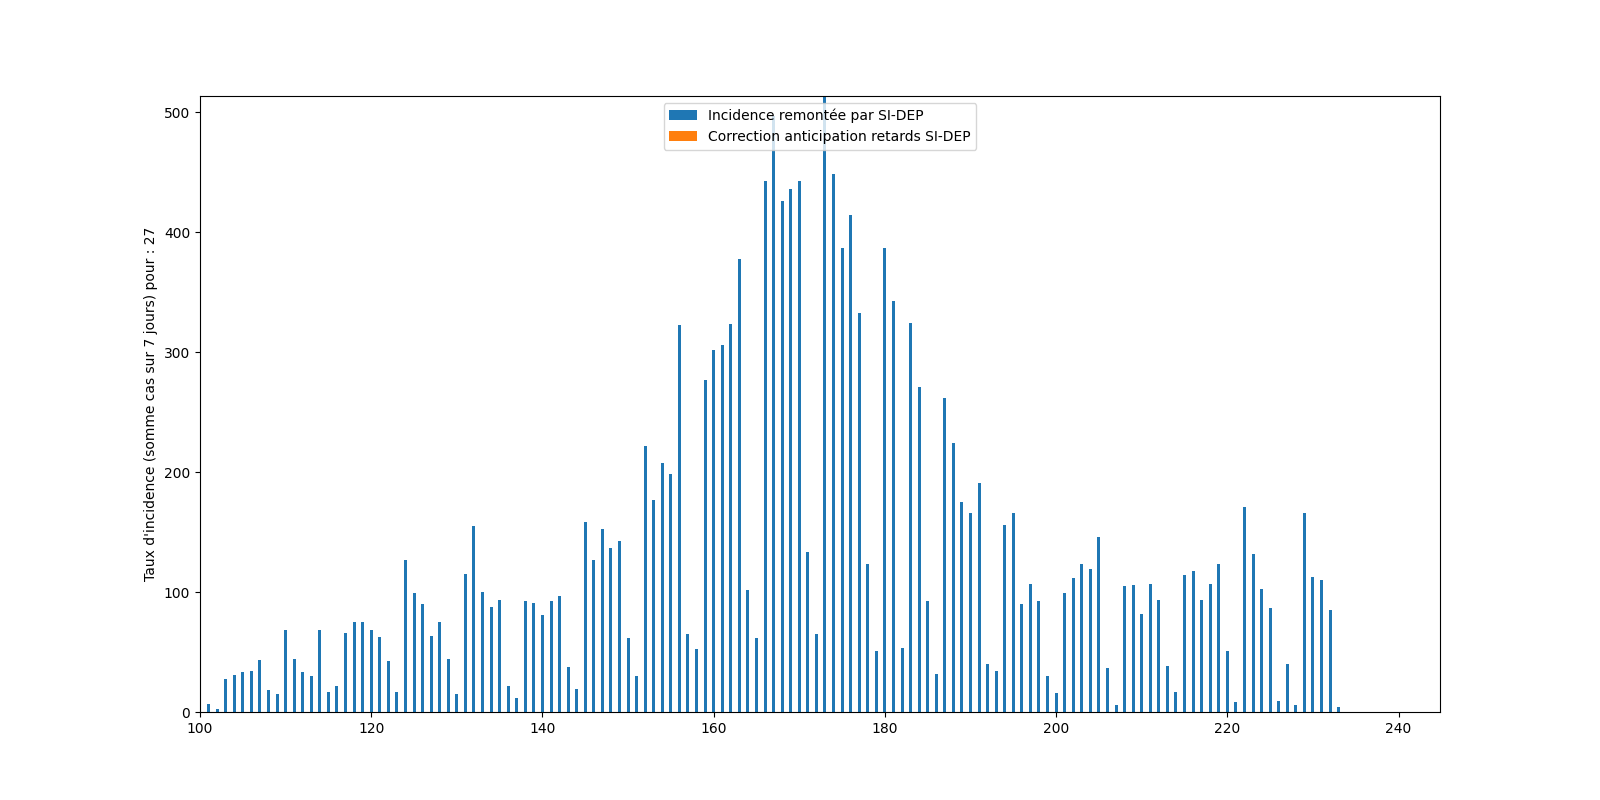 Incidence remontée par SI-DEP
Correction anticipation retards SI-DEP
Taux d'incidence (somme cas sur 7 jours) pour : 27
500
400
300
200
100
0
100 120 140 160 180 200 220 240